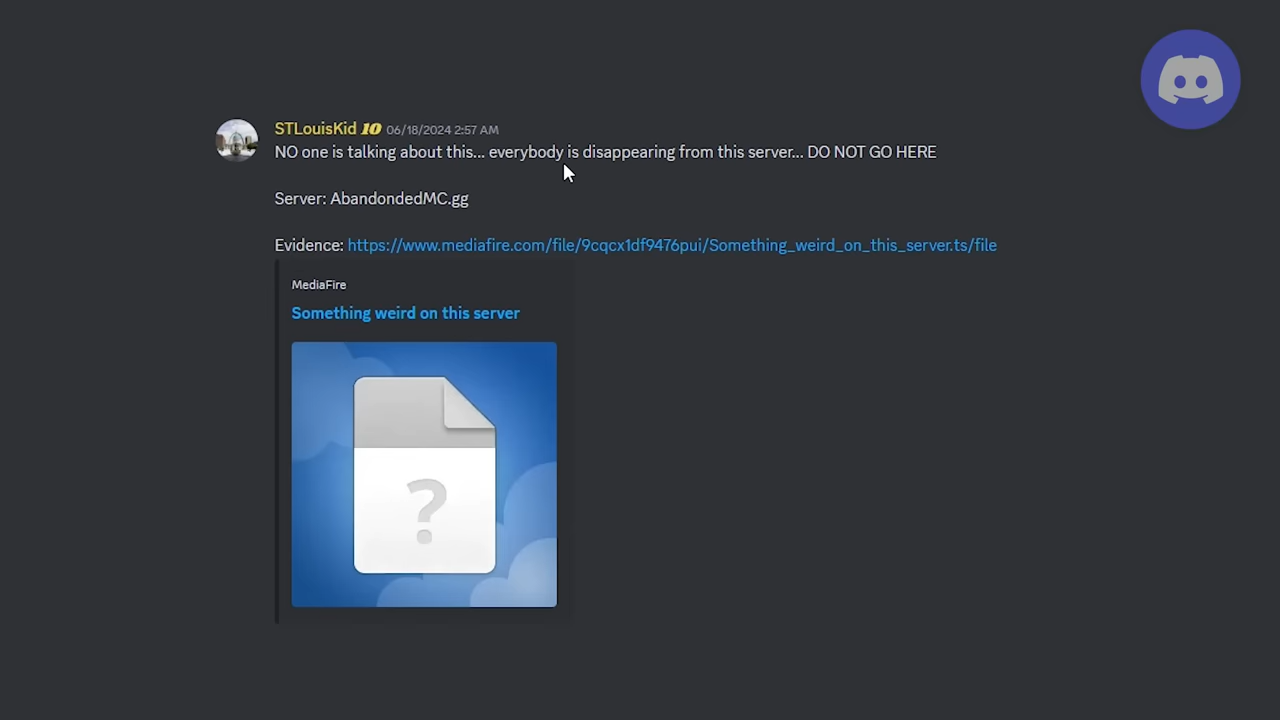 STLouisKid 10 06/18/2024 2:57 AM
NO one is talking about this... everybody is disappearing from this server... DO NOT GO HERE
Server: AbandondedMC.gg
Evidence: https://www.mediafire.com/file/9cqcx1df9476pui/Something_weird_on_this_server.ts/file
MediaFire
Something weird on this server
?